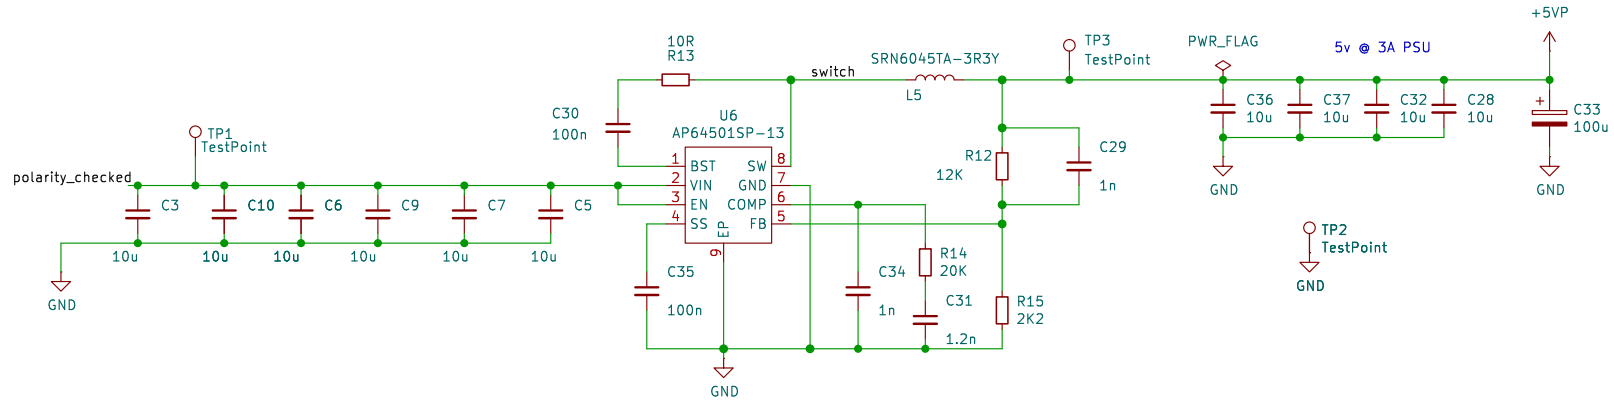 +5VP
10R
R13
TP3
TestPoint
PWR_FLAG
5v @ 3A PSU
SRN6045TA-3R3Y
switch
L5
C30
100n
U6
AP64501SP-13
C36
10u
C37
10u
C32
10u
C28
10u
+
C33
100u
TP1
TestPoint
polarity_checked
1
BST
SW
8
2
VIN
GND
7
3
EN
COMP
6
4
SS
FB
5
EP
9
R12
12K
C29
1n
GND
GND
C3
C10
C6
C9
C7
C5
10u
10u
10u
10u
10u
10u
GND
TP2
TestPoint
GND
C35
100n
C34
1n
R14
20K
C31
1.2n
R15
2K2
GND